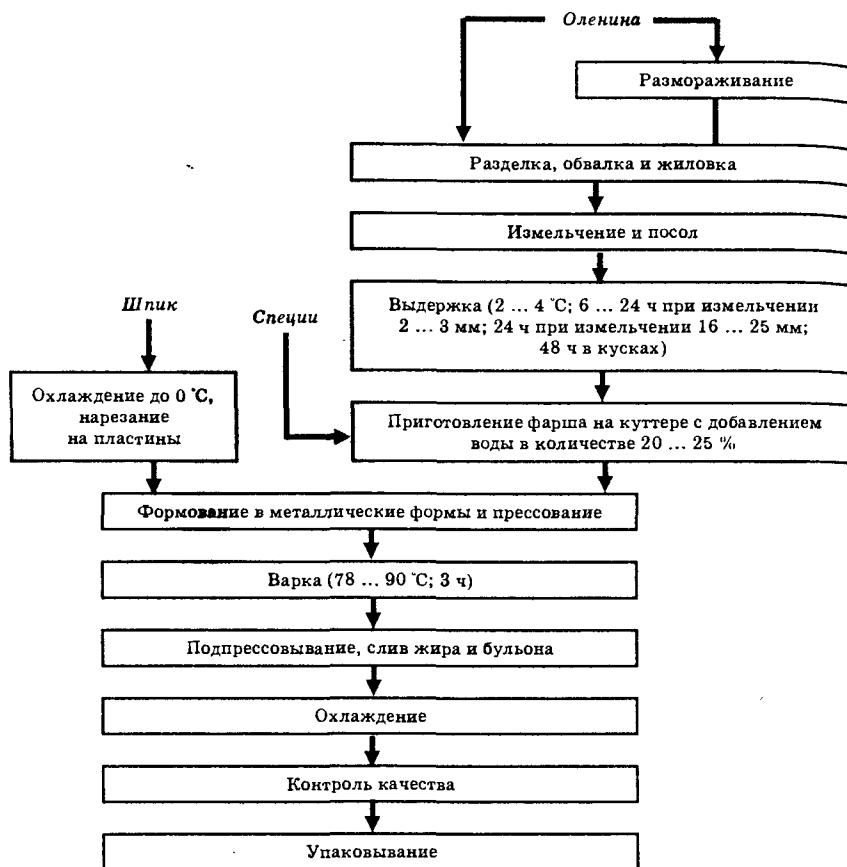 Оленина
Размораживание
Разделка, обвалка и жиловка
Измельчение и посол
Выдержка (2 ... 4 °С; 6 ... 24 ч при измельчении
2 ... 3 мм; 24 ч при измельчении 16 ... 25 мм;
48 ч в кусках)
Шпик
Специи
Охлаждение до 0 °С,
нарезание
на пластины
Приготовление фарша на куттере с добавлением
воды в количестве 20 ... 25 %
Формование в металлические формы и прессование
Варка (78 ... 90 °С; 3 ч)
Подпрессовывание, слив жира и бульона
Охлаждение
Контроль качества
Упаковывание